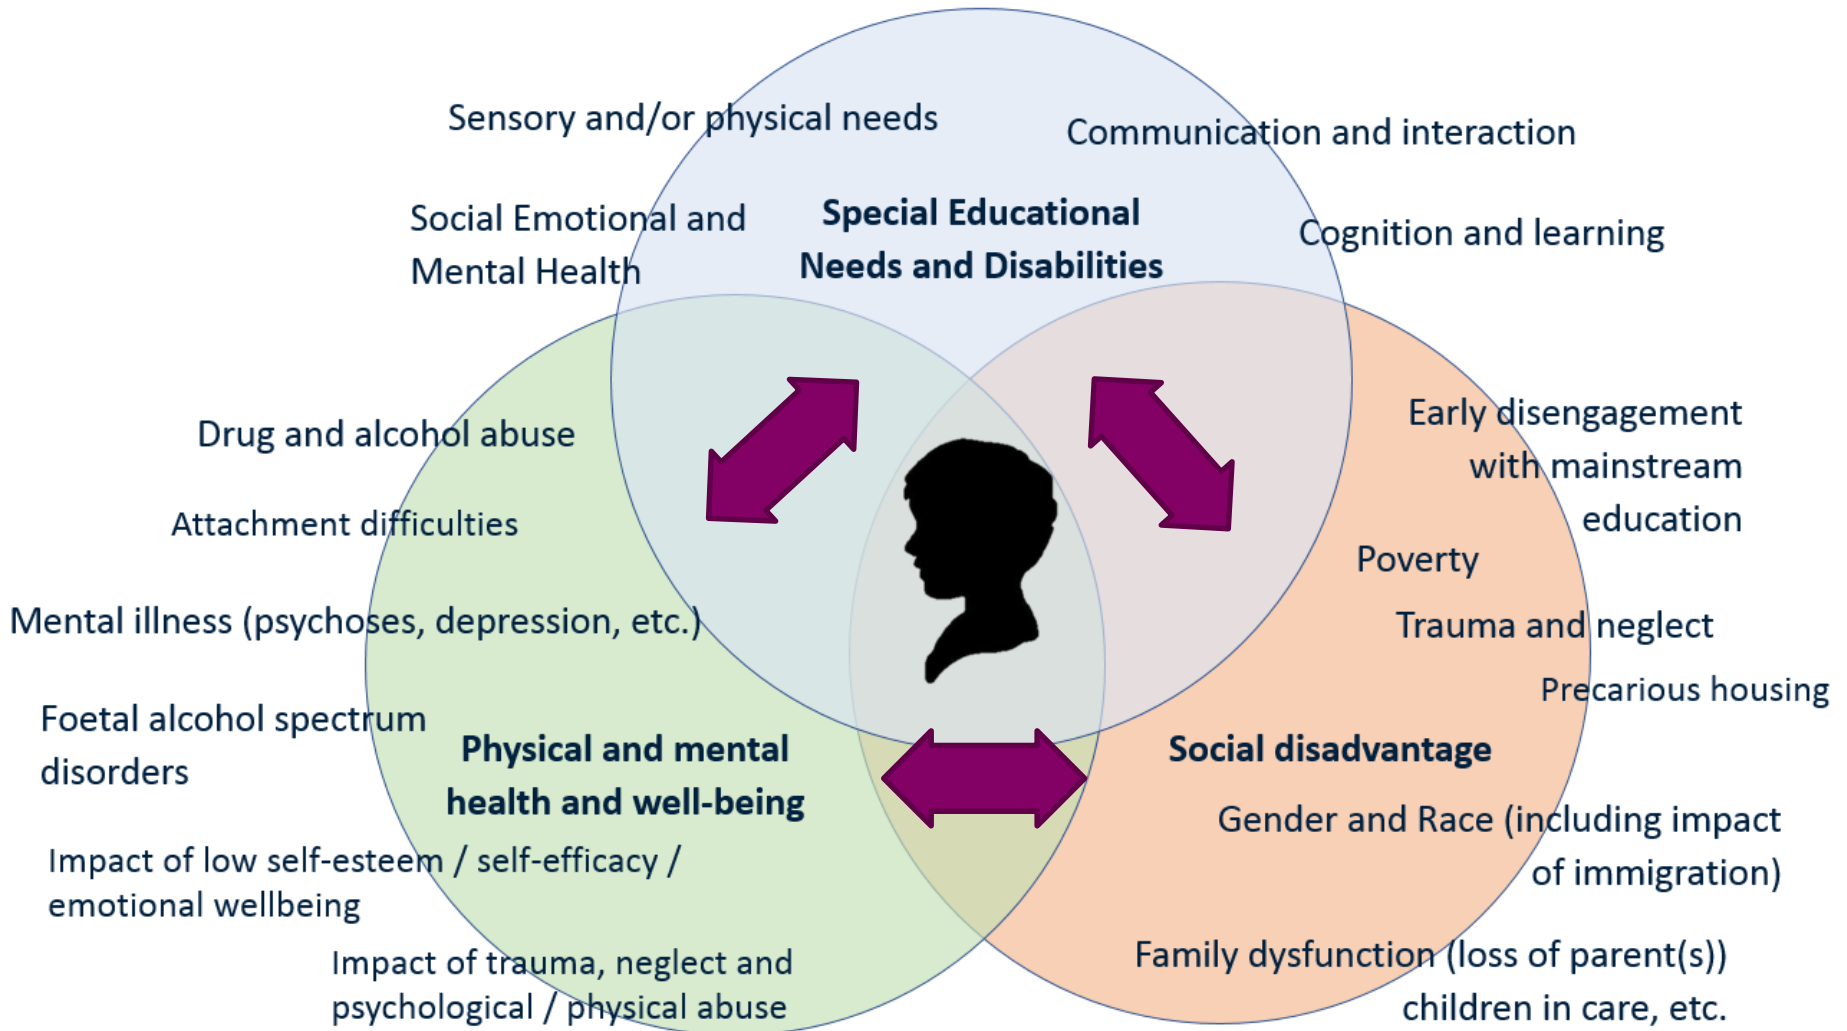 Sensory and/or physical needs
Communication and interaction
Social Emotional and
Mental Health
Special Educational
Needs and Disabilities
Cognition and learning
Drug and alcohol abuse
Attachment difficulties
Mental illness (psychoses, depression, etc.)
Foetal alcohol spectrum
disorders
Physical and mental
health and well-being
Impact of low self-esteem / self-efficacy /
emotional wellbeing
Impact of trauma, neglect and
psychological / physical abuse
Early disengagement
with mainstream
education
Poverty
Trauma and neglect
Precarious housing
Social disadvantage
Gender and Race (including impact
of immigration)
Family dysfunction (loss of parent(s))
children in care, etc.